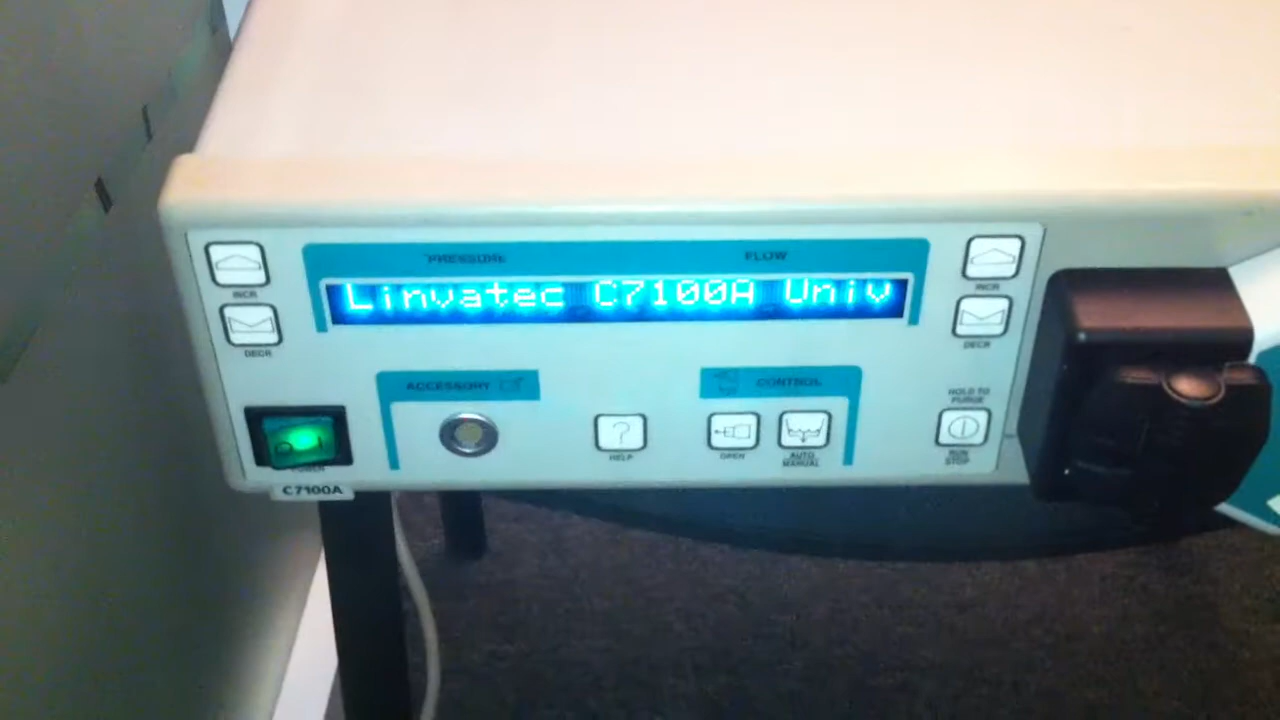 PRESSURE FLOW
INCR
Linvatec C7100A Univ
INCR
DECR
DECR
ACCESSORY
CONTROL
HOLD TO
PURGE
?
HELP
OPEN
AUTO
MANUAL
RUN
STOP
POWER
C7100A